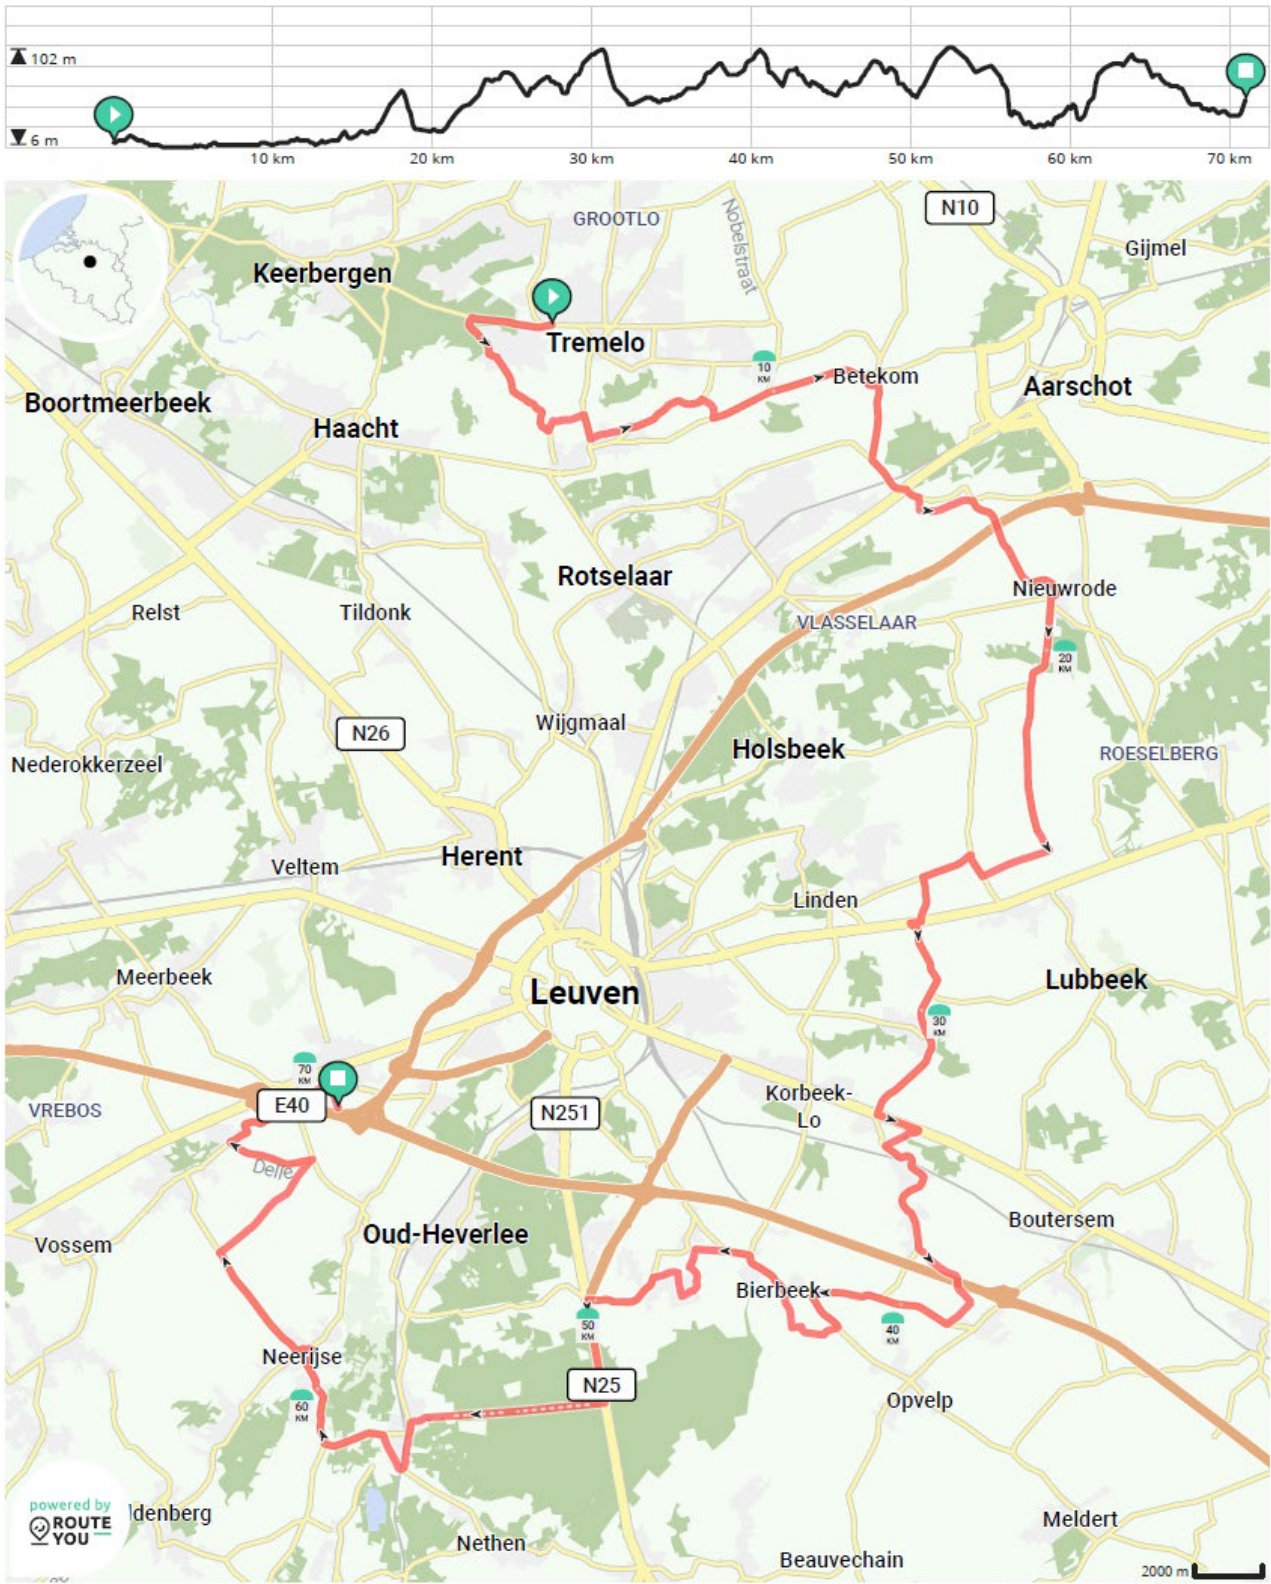 102 m
6 m
10 km
20 km
30 km
40 km
50 km
60 km
70 km
N10
GROOTLO
Nobelstraat
Gijmel
Keerbergen
Tremelo
10
KM
Betekom
Aarschot
Boortmeerbeek
Haacht
Rotselaar
Nieuwrode
Relst
Tildonk
VLASSELAAR
20
KM
Wijgmaal
N26
Holsbeek
ROESELBERG
Nederokkerzeel
Herent
Veltem
Linden
Meerbeek
Lubbeek
Leuven
30
KM
70
KM
Korbeek-
Lo
E40
VREBOS
N251
Delle
Boutersem
Oud-Heverlee
Vossem
Bierbeek
50
KM
40
KM
Neerijse
N25
Opvelp
60
KM
powered by
ROUTE
YOU
ldenberg
Meldert
Nethen
Beauvechain
2000 m